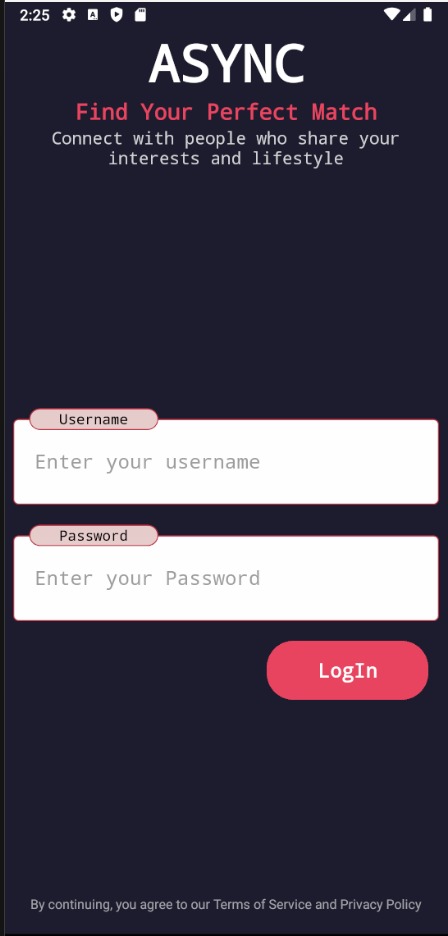 2:25
ASYNC
Find Your Perfect Match
Connect with people who share your
interests and lifestyle
Username
Enter your username
Password
Enter your Password
LogIn
By continuing, you agree to our Terms of Service and Privacy Policy